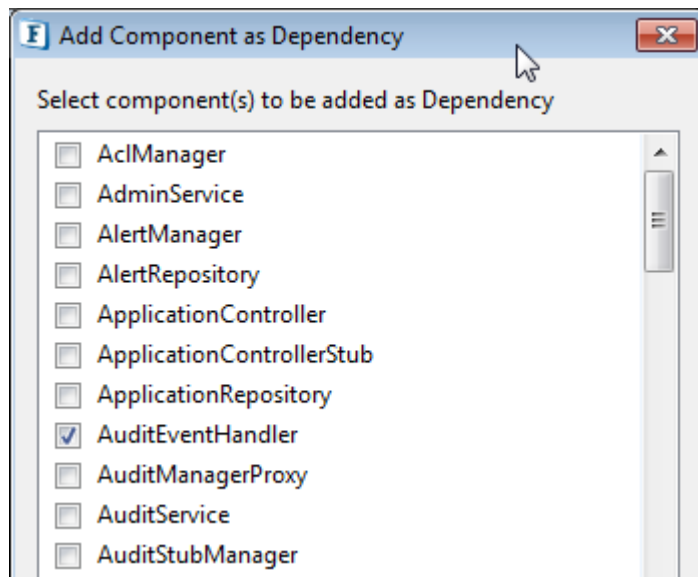 F Add Component as Dependency
Select component(s) to be added as Dependency
AclManager
AdminService
AlertManager
AlertRepository
ApplicationController
ApplicationControllerStub
ApplicationRepository
AuditEventHandler
AuditManagerProxy
AuditService
AuditStubManager